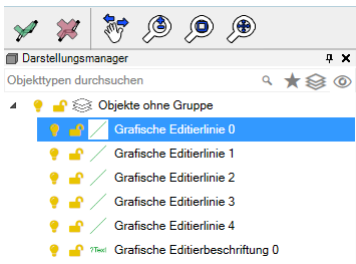 Darstellungsmanager
Objekttypen durchsuchen
Objekte ohne Gruppe
Grafische Editierlinie 0
Grafische Editierlinie 1
Grafische Editierlinie 2
Grafische Editierlinie 3
Grafische Editierlinie 4
?Text Grafische Editierbeschriftung 0